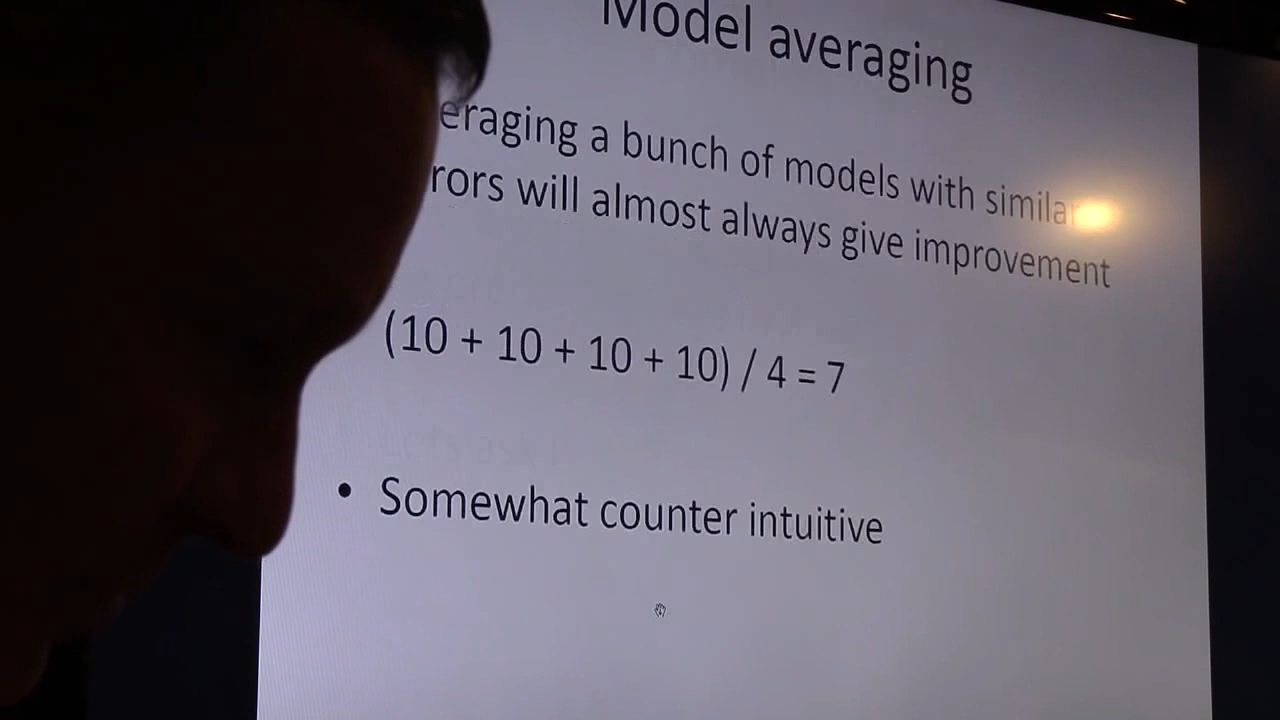 Model averaging
eraging a bunch of models with simila
rors will almost always give improvement
(10 + 10 + 10 + 10) / 4 = 7
• Somewhat counter intuitive